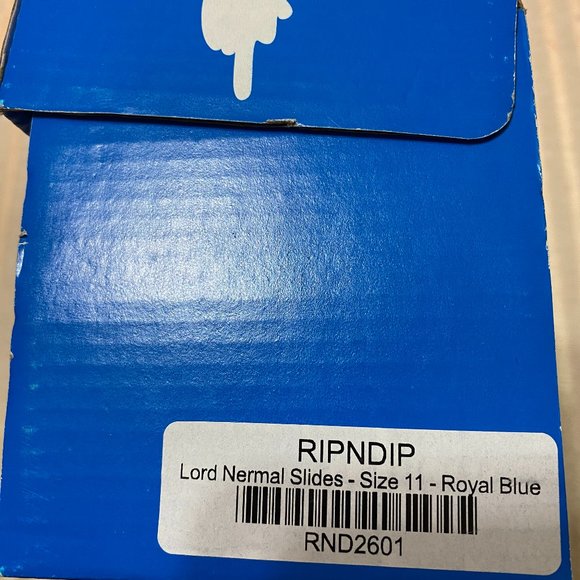 RIPNDIP
Lord Nermal Slides - Size 11 - Royal Blue
RND2601